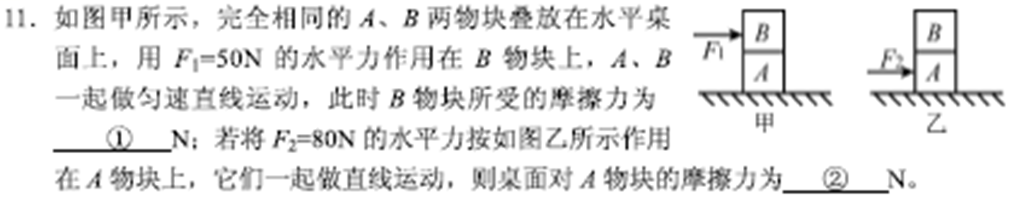 11. 如图甲所示，完全相同的 A、B 两物块叠放在水平桌
面上，用 F₁=50N 的水平力作用在 B 物块上，A、B
一起做匀速直线运动，此时 B 物块所受的摩擦力为
① N；若将 F₂=80N 的水平力按如图乙所示作用
在 A 物块上，它们一起做直线运动，则桌面对 A 物块的摩擦力为 ② N。
F₁ B
A
甲
B
F₂ A
乙